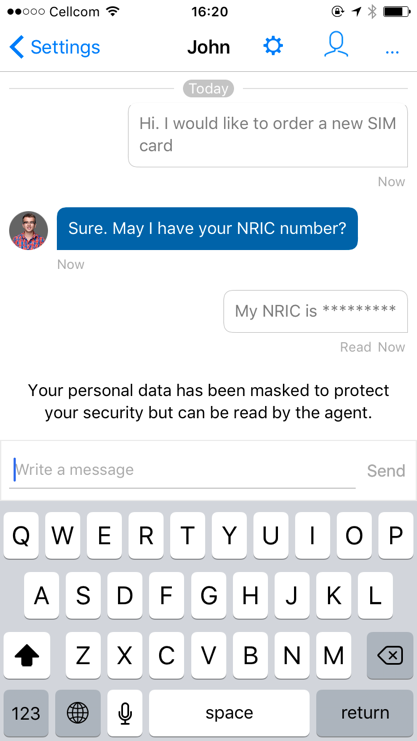 Cellcom 16:20
Settings John ...
Today
Hi. I would like to order a new SIM
card
Now
Sure. May I have your NRIC number?
Now
My NRIC is *********
Read Now
Your personal data has been masked to protect
your security but can be read by the agent.
Write a message Send
Q W E R T Y U I O P
A S D F G H J K L
Z X C V B N M
123 space return